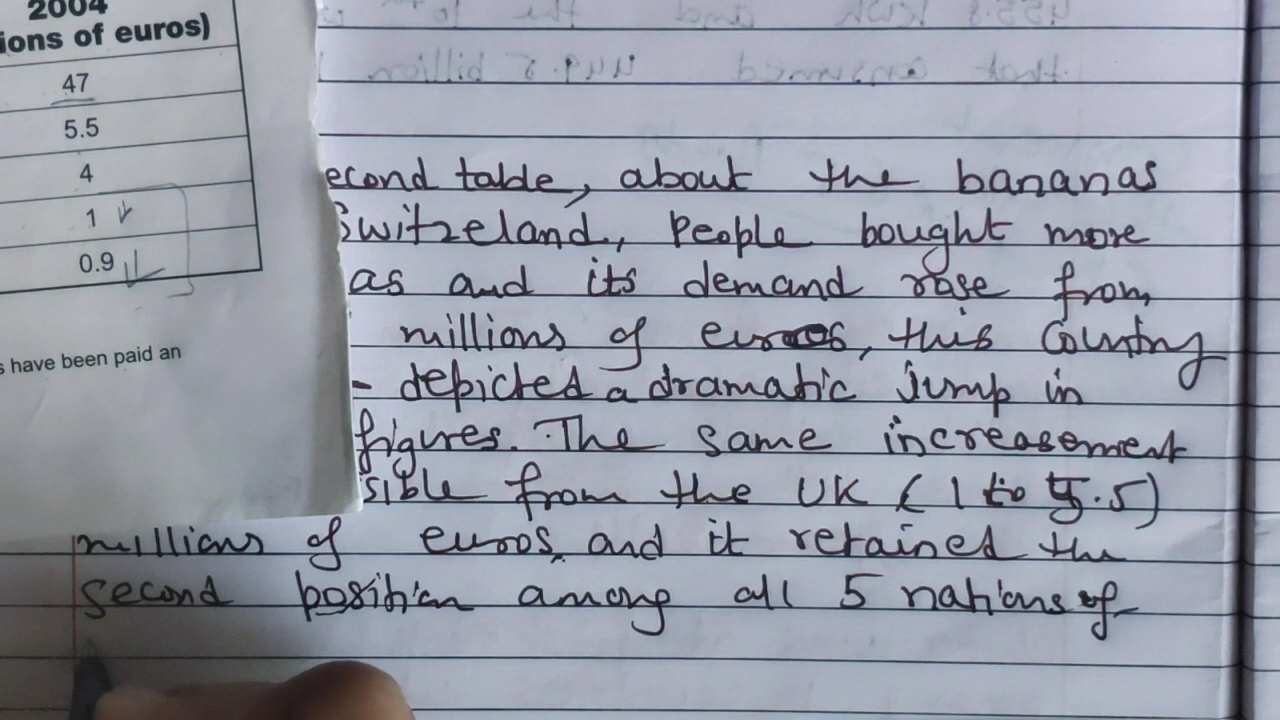 2004
ions of euros)
47
5.5
4
1
0.9
s have been paid an
econd table, about the bananas
Switzeland, People bought more
as and its demand rose from
millions of euroes, this Country
- depicted a dramatic jump in
figures. The same increasement
sible from the UK ( 1 to 5.5)
millions of euros, and it retained the
second position among all 5 nations of